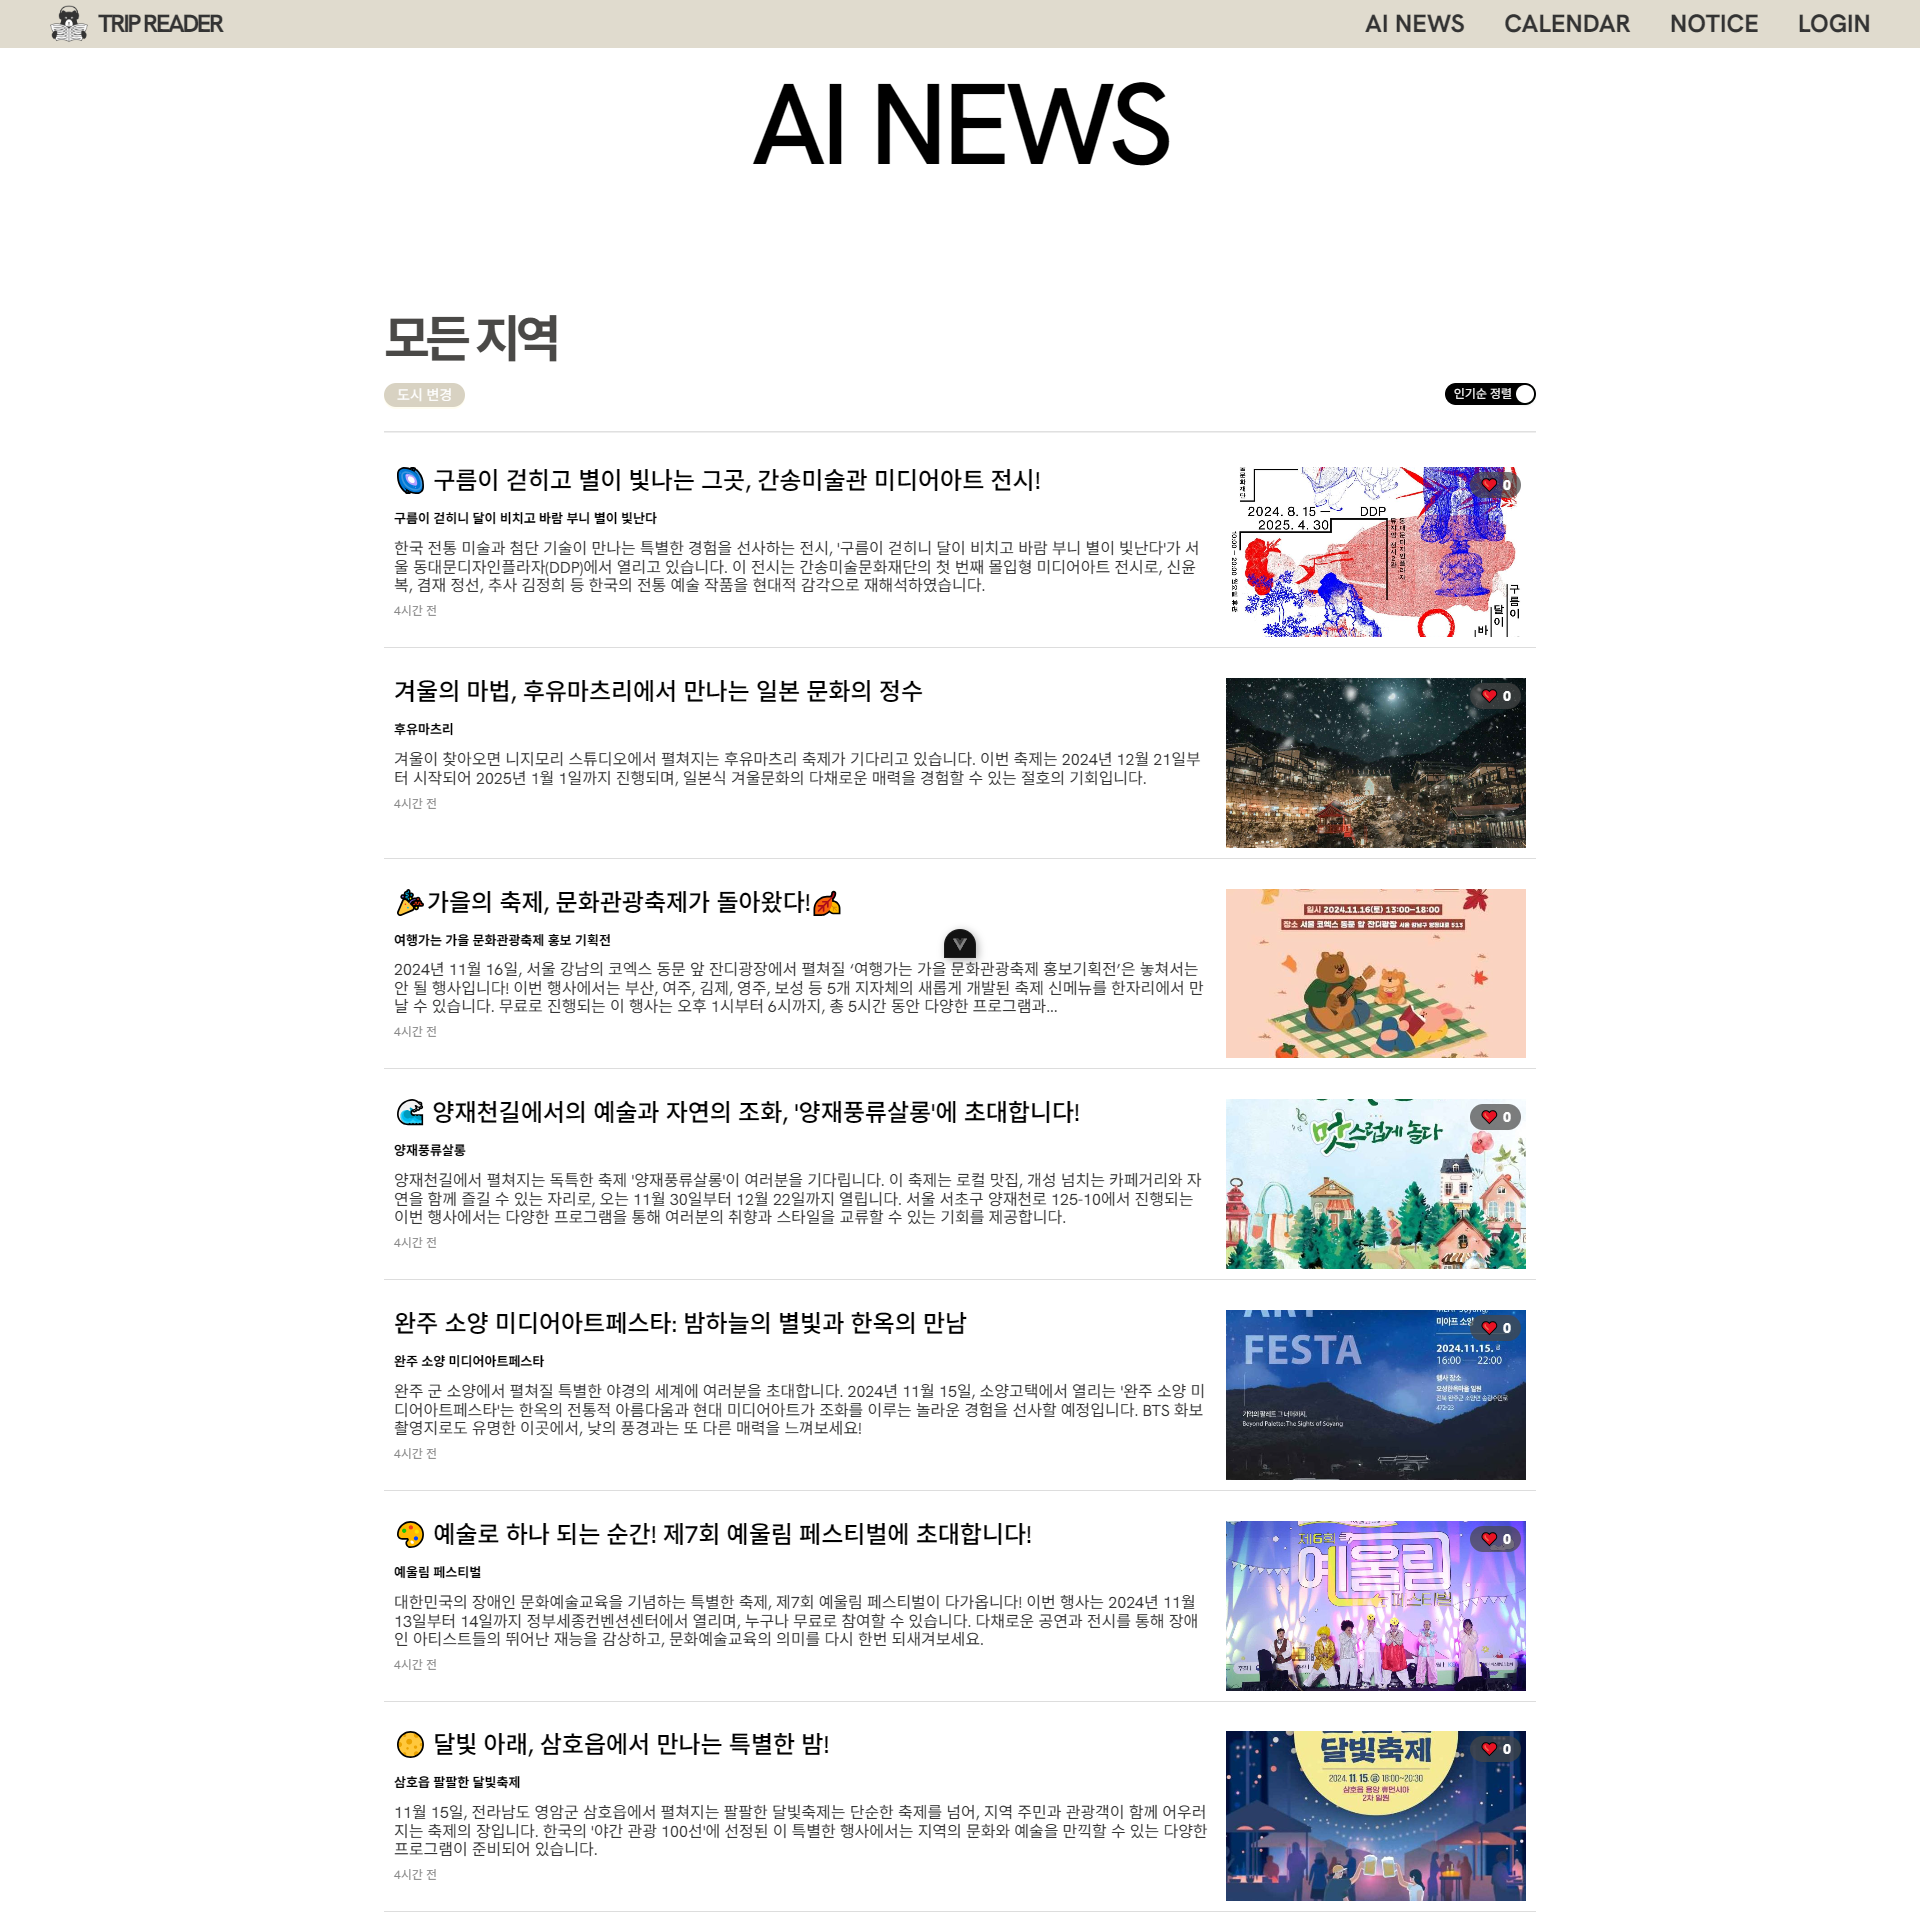 TRIP READER
AI NEWS
CALENDAR
NOTICE
LOGIN
AI NEWS
모든 지역
도시 변경
인기순 정렬
구름이 걷히고 별이 빛나는 그곳, 간송미술관 미디어아트 전시!
구름이 걷히니 달이 비치고 바람 부니 별이 빛난다
한국 전통 미술과 첨단 기술이 만나는 특별한 경험을 선사하는 전시, '구름이 걷히니 달이 비치고 바람 부니 별이 빛난다'가 서
울 동대문디자인플라자(DDP)에서 열리고 있습니다. 이 전시는 간송미술문화재단의 첫 번째 몰입형 미디어아트 전시로, 신윤
복, 겸재 정선, 추사 김정희 등 한국의 전통 예술 작품을 현대적 감각으로 재해석하였습니다.
4시간 전
0
2024. 8. 15 —
DDP
2025. 4. 30
구름이
달이
바
겨울의 마법, 후유마츠리에서 만나는 일본 문화의 정수
후유마츠리
겨울이 찾아오면 니지모리 스튜디오에서 펼쳐지는 후유마츠리 축제가 기다리고 있습니다. 이번 축제는 2024년 12월 21일부
터 시작되어 2025년 1월 1일까지 진행되며, 일본식 겨울문화의 다채로운 매력을 경험할 수 있는 절호의 기회입니다.
4시간 전
0
가을의 축제, 문화관광축제가 돌아왔다!
여행가는 가을 문화관광축제 홍보 기획전
2024년 11월 16일, 서울 강남의 코엑스 동문 앞 잔디광장에서 펼쳐질 '여행가는 가을 문화관광축제 홍보기획전'은 놓쳐서는
안 될 행사입니다! 이번 행사에서는 부산, 여주, 김제, 영주, 보성 등 5개 지자체의 새롭게 개발된 축제 신메뉴를 한자리에서 만
날 수 있습니다. 무료로 진행되는 이 행사는 오후 1시부터 6시까지, 총 5시간 동안 다양한 프로그램과...
4시간 전
일시 2024.11.16(토) 13:00~18:00
장소 서울 코엑스 동문 앞 잔디광장 서울 강남구 영동대로 513
양재천길에서의 예술과 자연의 조화, '양재풍류살롱'에 초대합니다!
양재풍류살롱
양재천길에서 펼쳐지는 독특한 축제 '양재풍류살롱'이 여러분을 기다립니다. 이 축제는 로컬 맛집, 개성 넘치는 카페거리와 자
연을 함께 즐길 수 있는 자리로, 오는 11월 30일부터 12월 22일까지 열립니다. 서울 서초구 양재천로 125-10에서 진행되는
이번 행사에서는 다양한 프로그램을 통해 여러분의 취향과 스타일을 교류할 수 있는 기회를 제공합니다.
4시간 전
0
맛스럽게 놀다
완주 소양 미디어아트페스타: 밤하늘의 별빛과 한옥의 만남
완주 소양 미디어아트페스타
완주 군 소양에서 펼쳐질 특별한 야경의 세계에 여러분을 초대합니다. 2024년 11월 15일, 소양고택에서 열리는 '완주 소양 미
디어아트페스타'는 한옥의 전통적 아름다움과 현대 미디어아트가 조화를 이루는 놀라운 경험을 선사할 예정입니다. BTS 화보
촬영지로도 유명한 이곳에서, 낮의 풍경과는 또 다른 매력을 느껴보세요!
4시간 전
0
ART
FESTA
미아프 소양
2024.11.15.
16:00 — 22:00
행사 장소
오성한옥마을 일원
472-23
Beyond Palette: The Sights of Soyang
예술로 하나 되는 순간! 제7회 예울림 페스티벌에 초대합니다!
예울림 페스티벌
대한민국의 장애인 문화예술교육을 기념하는 특별한 축제, 제7회 예울림 페스티벌이 다가옵니다! 이번 행사는 2024년 11월
13일부터 14일까지 정부세종컨벤션센터에서 열리며, 누구나 무료로 참여할 수 있습니다. 다채로운 공연과 전시를 통해 장애
인 아티스트들의 뛰어난 재능을 감상하고, 문화예술교육의 의미를 다시 한번 되새겨보세요.
4시간 전
0
제6회
예울림
페스티벌
달빛 아래, 삼호읍에서 만나는 특별한 밤!
삼호읍 팔팔한 달빛축제
11월 15일, 전라남도 영암군 삼호읍에서 펼쳐지는 팔팔한 달빛축제는 단순한 축제를 넘어, 지역 주민과 관광객이 함께 어우러
지는 축제의 장입니다. 한국의 '야간 관광 100선'에 선정된 이 특별한 행사에서는 지역의 문화와 예술을 만끽할 수 있는 다양한
프로그램이 준비되어 있습니다.
4시간 전
0
달빛축제
2024. 11. 15. 금 16:00~20:30
삼호읍 용앙 휴먼시아
2차 일원